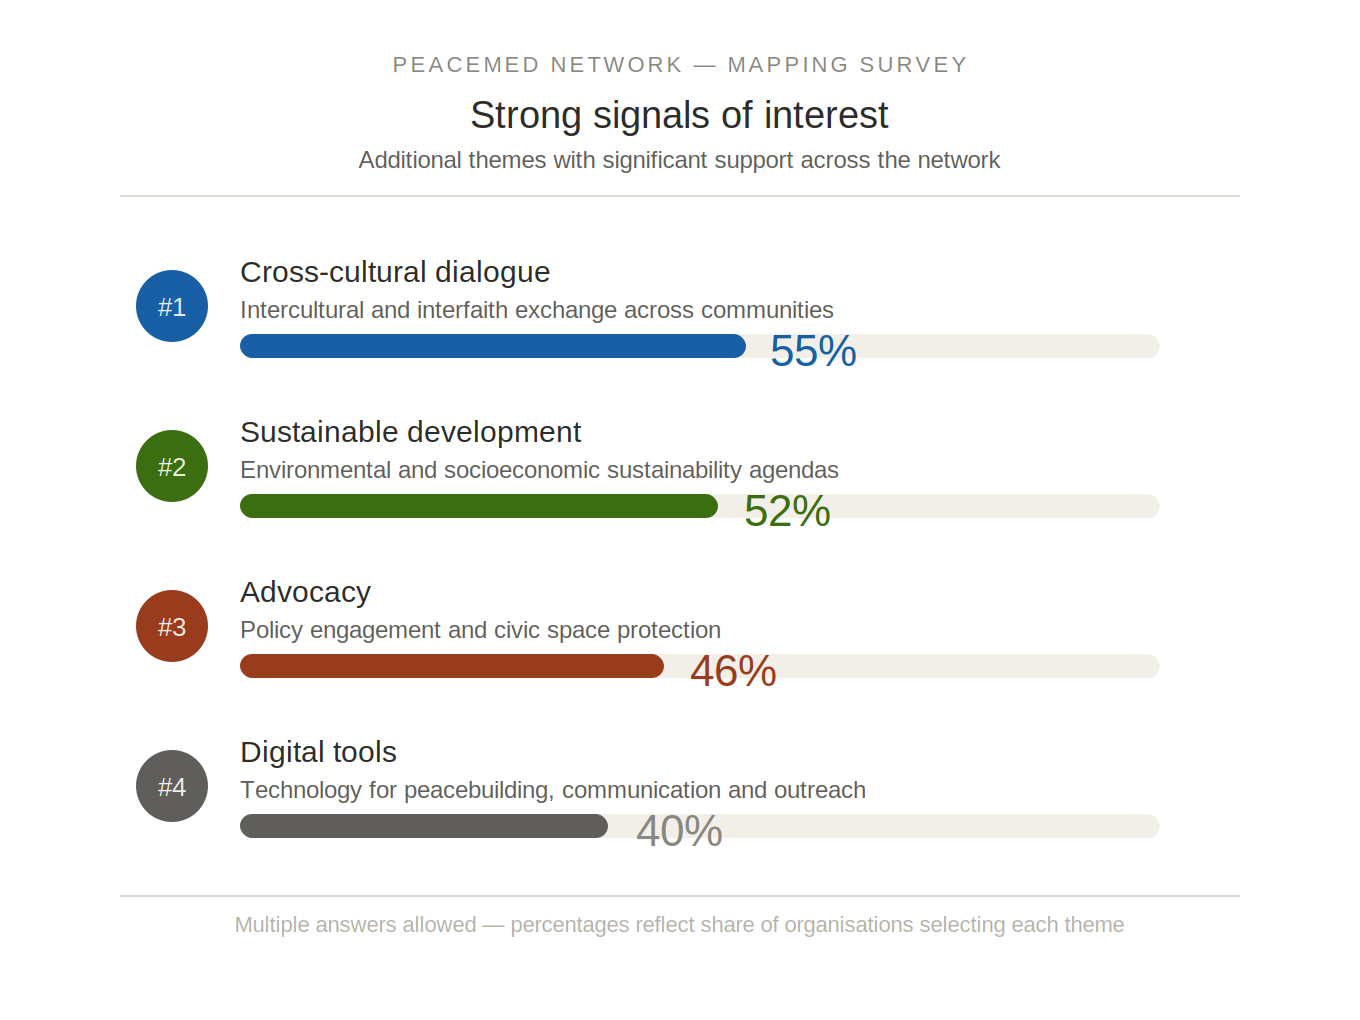 PEACEMED NETWORK — MAPPING SURVEY
Strong signals of interest
Additional themes with significant support across the network
#1
Cross-cultural dialogue
Intercultural and interfaith exchange across communities
55%
#2
Sustainable development
Environmental and socioeconomic sustainability agendas
52%
#3
Advocacy
Policy engagement and civic space protection
46%
#4
Digital tools
Technology for peacebuilding, communication and outreach
40%
Multiple answers allowed — percentages reflect share of organisations selecting each theme